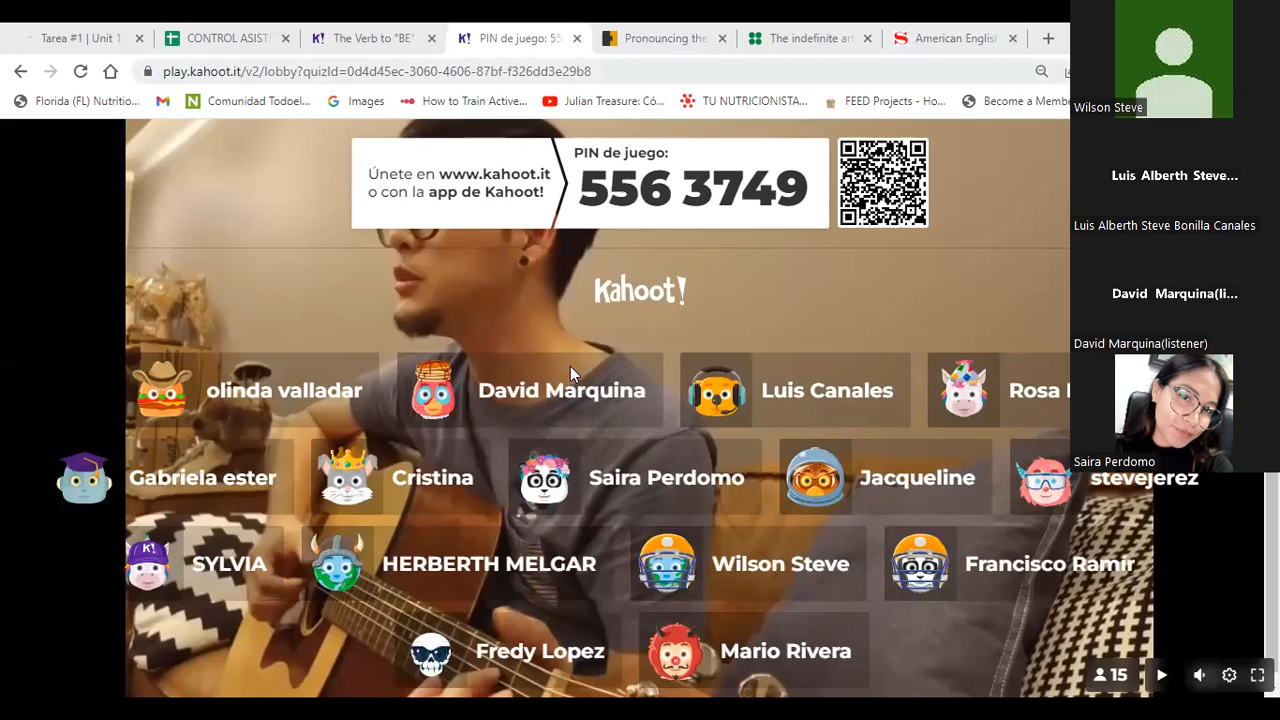 Tarea #1 | Unit 1
CONTROL ASIST
The Verb to "BE"
PIN de juego: 55
Pronouncing the
The indefinite ar
American English
play.kahoot.it/v2/lobby?quizId=0d4d45ec-3060-4606-87bf-f326dd3e29b8
Florida (FL) Nutritio...
Comunidad Todoel...
Images
How to Train Active...
Julian Treasure: Có...
TU NUTRICIONISTA...
FEED Projects - Ho...
Become a Membe
Únete en www.kahoot.it
o con la app de Kahoot!
PIN de juego:
556 3749
Kahoot!
olinda valladar
David Marquina
Luis Canales
Rosa
Gabriela ester
Cristina
Saira Perdomo
Jacqueline
stevejerez
K!
SYLVIA
HERBERTH MELGAR
Wilson Steve
Francisco Ramir
Fredy Lopez
Mario Rivera
15
Wilson Steve
Luis Alberth Steve...
Luis Alberth Steve Bonilla Canales
David Marquina(li...
David Marquina(listener)
Saira Perdomo